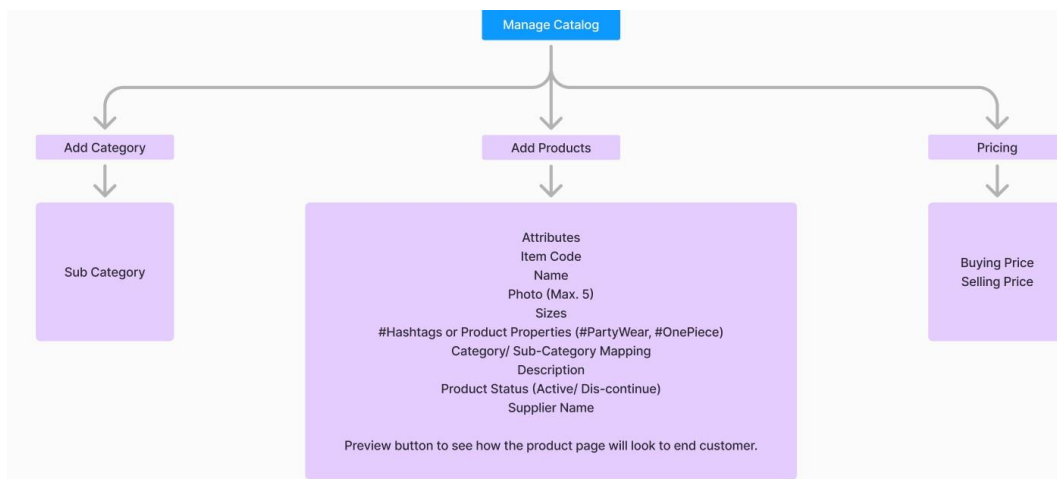 Manage Catalog
Add Category
Add Products
Pricing
Sub Category
Attributes
Item Code
Name
Photo (Max. 5)
Sizes
#Hashtags or Product Properties (#PartyWear, #OnePiece)
Category/ Sub-Category Mapping
Description
Product Status (Active/ Dis-continue)
Supplier Name
Preview button to see how the product page will look to end customer.
Buying Price
Selling Price